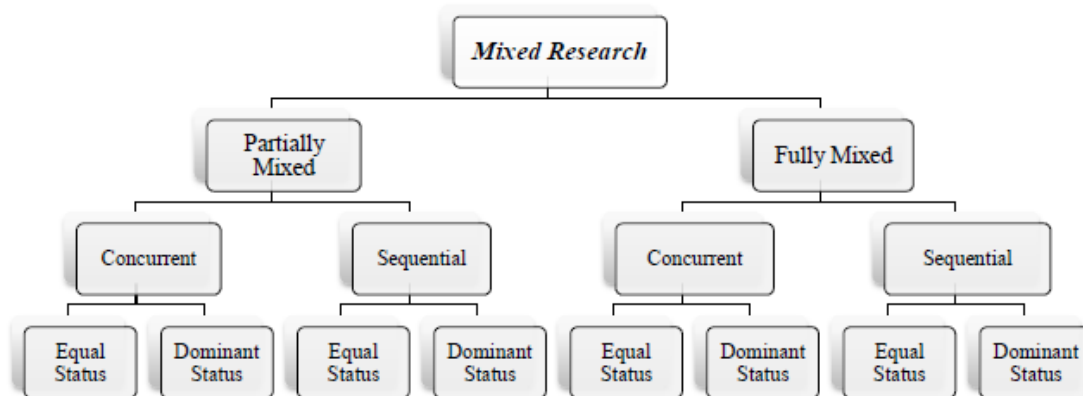 Mixed Research
Partially
Mixed
Fully Mixed
Concurrent
Sequential
Concurrent
Sequential
Equal
Status
Dominant
Status
Equal
Status
Dominant
Status
Equal
Status
Dominant
Status
Equal
Status
Dominant
Status